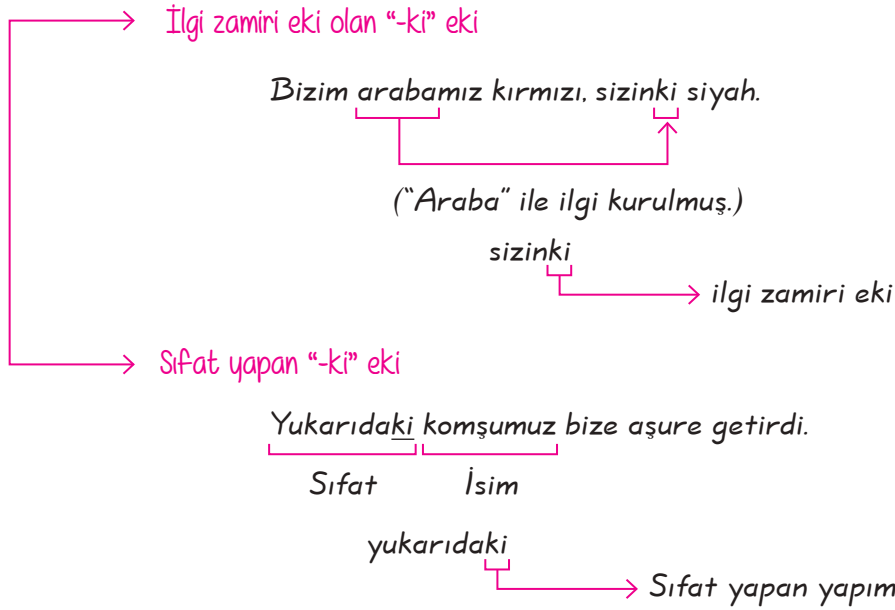 İlgi zamiri eki olan “-ki” eki
Bizim arabamız kırmızı, sizinki siyah.
(“Araba” ile ilgi kurulmuş.)
sizinki
ilgi zamiri eki
Sıfat yapan “-ki” eki
Yukarıdaki komşumuz bize aşure getirdi.
Sıfat İsim
yukarıdaki
Sıfat yapan yapım